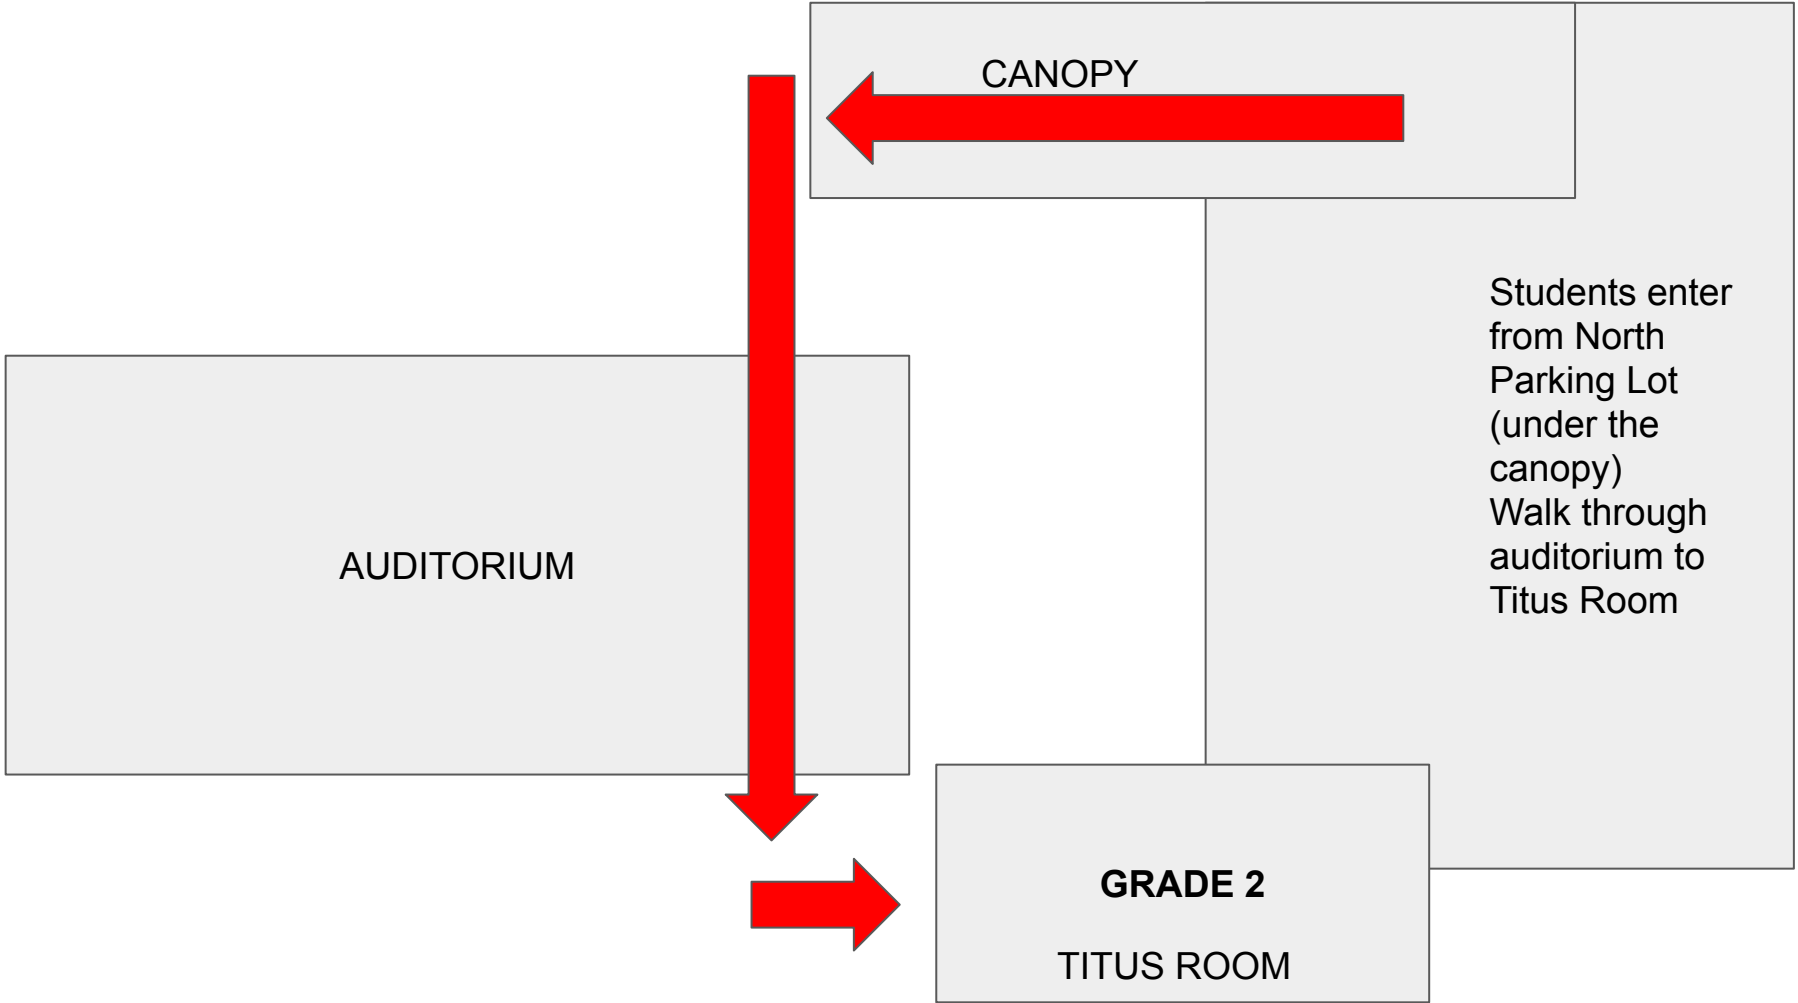 CANOPY
Students enter
from North
Parking Lot
(under the
canopy)
Walk through
auditorium to
Titus Room
AUDITORIUM
GRADE 2
TITUS ROOM